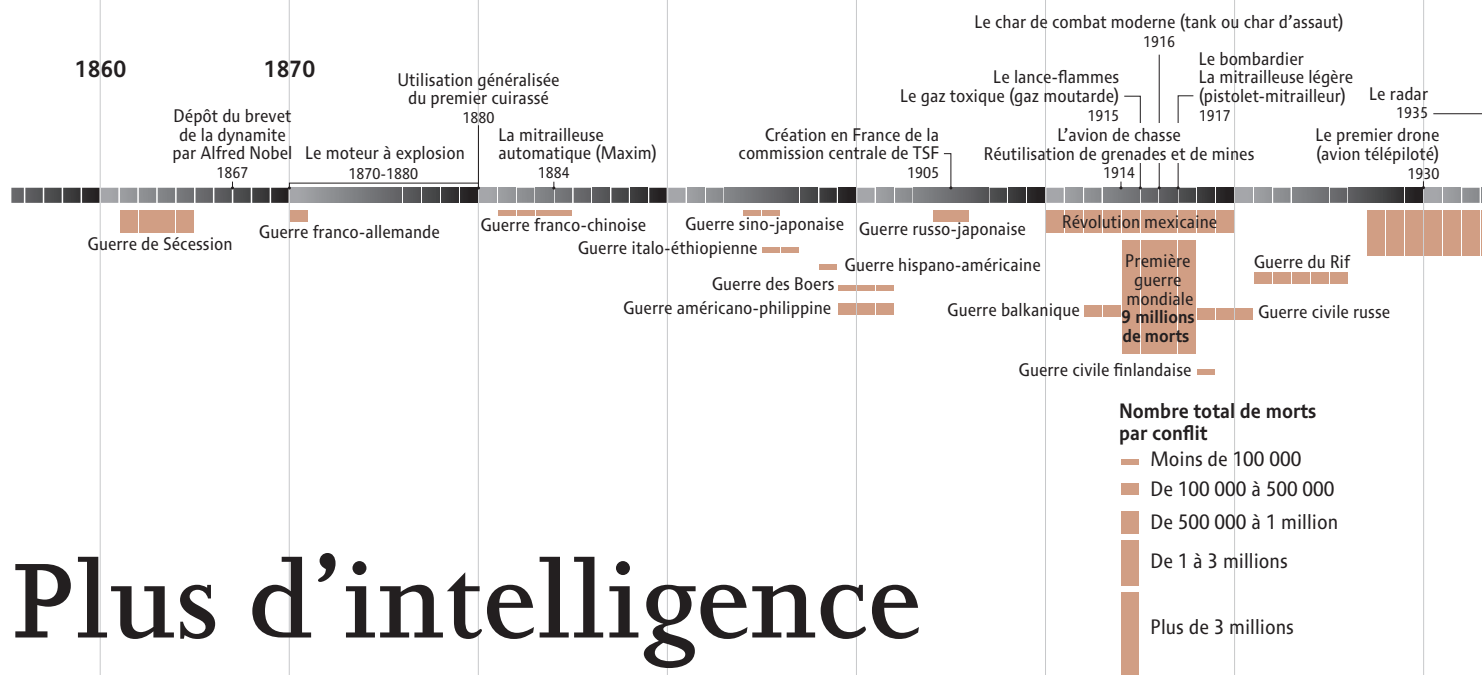 Le char de combat moderne (tank ou char d'assaut)
1916
1860
1870
Utilisation généralisée
du premier cuirassé
1880
Le lance-flammes
Le gaz toxique (gaz moutarde)
1915
Le bombardier
La mitrailleuse légère
(pistolet-mitrailleur)
1917
Le radar
1935
Dépôt du brevet
de la dynamite
par Alfred Nobel
1867
Le moteur à explosion
1870-1880
La mitrailleuse
automatique (Maxim)
1884
Création en France de la
commission centrale de TSF
1905
L'avion de chasse
Réutilisation de grenades et de mines
1914
Le premier drone
(avion télépiloté)
1930
Guerre de Sécession
Guerre franco-allemande
Guerre franco-chinoise
Guerre sino-japonaise
Guerre russo-japonaise
Révolution mexicaine
Guerre italo-éthiopienne
Guerre hispano-américaine
Guerre des Boers
Guerre américano-philippine
Guerre balkanique
Première
guerre
mondiale
9 millions
de morts
Guerre du Rif
Guerre civile russe
Guerre civile finlandaise
Nombre total de morts
par conflit
Moins de 100 000
De 100 000 à 500 000
De 500 000 à 1 million
De 1 à 3 millions
Plus de 3 millions
Plus d'intelligence